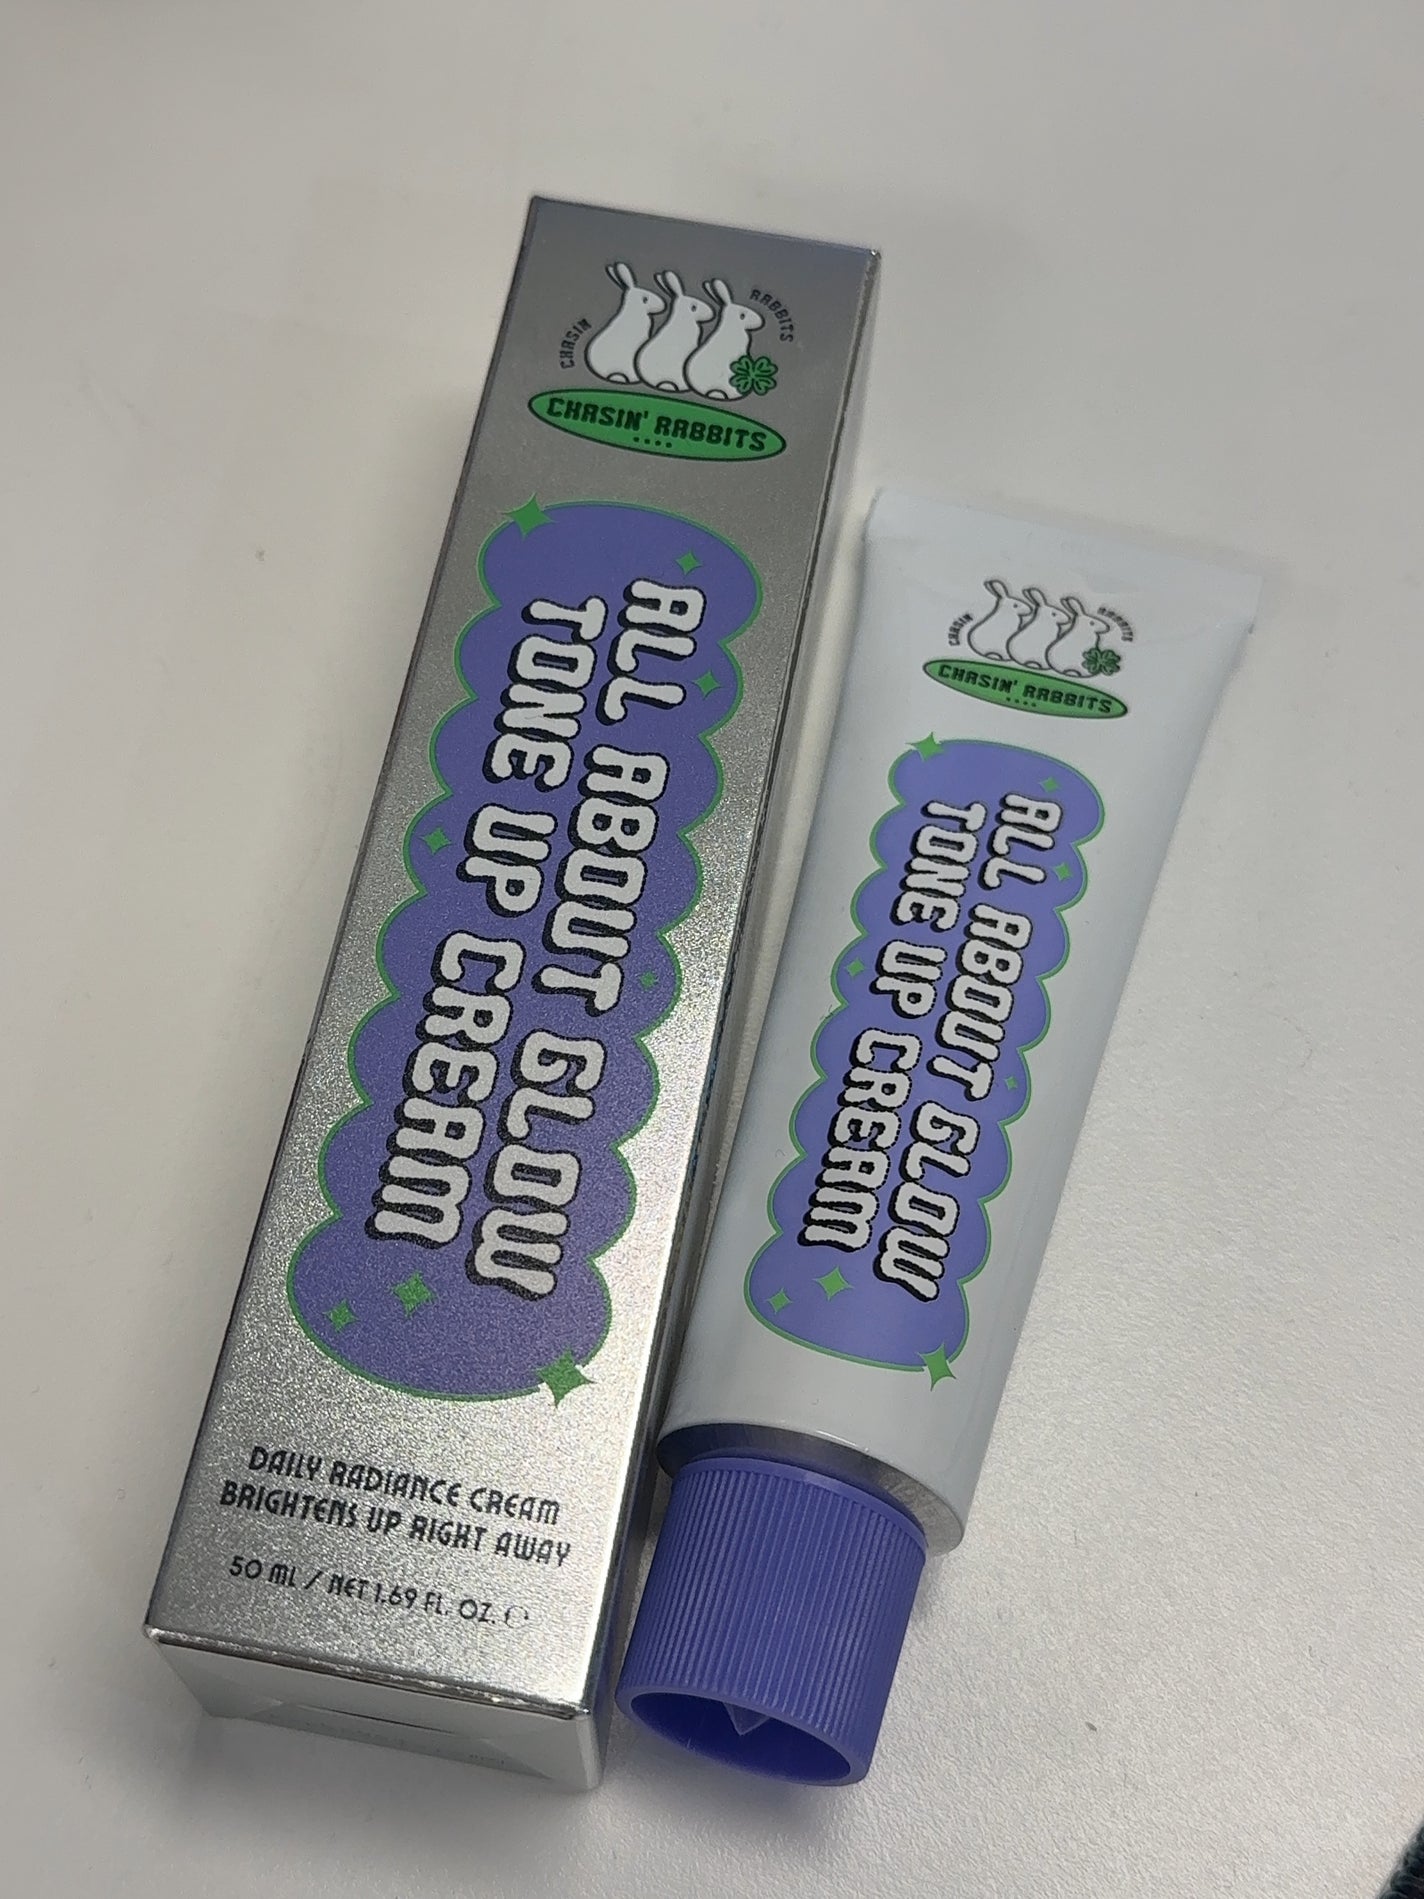 CHASIN RABBITS
CHASIN' RABBITS
ALL ABOUT GLOW
TONE UP CREAM
DAILY RADIANCE CREAM
BRIGHTENS UP RIGHT AWAY
50 ML / NET 1.69 FL. OZ. ℮
CHASIN RABBITS
CHASIN' RABBITS
ALL ABOUT GLOW
TONE UP CREAM